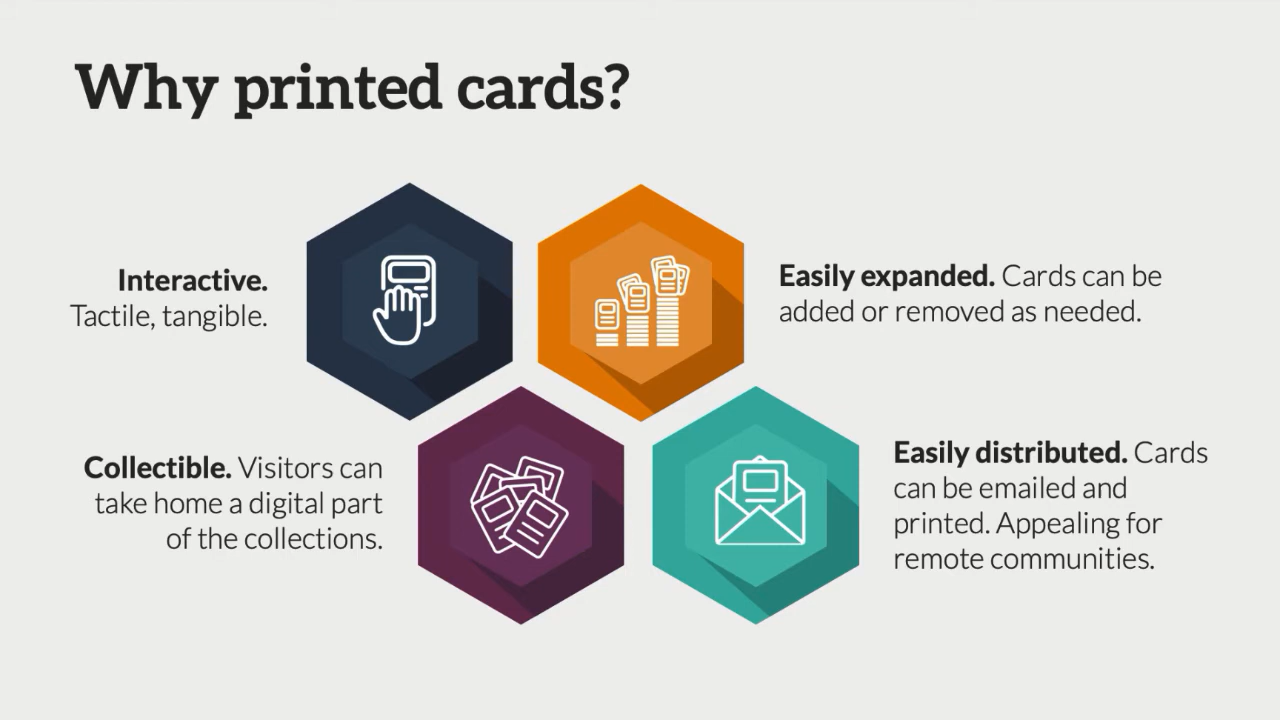 Why printed cards?
Interactive.
Tactile, tangible.
Easily expanded. Cards can be
added or removed as needed.
Collectible. Visitors can
take home a digital part
of the collections.
Easily distributed. Cards
can be emailed and
printed. Appealing for
remote communities.